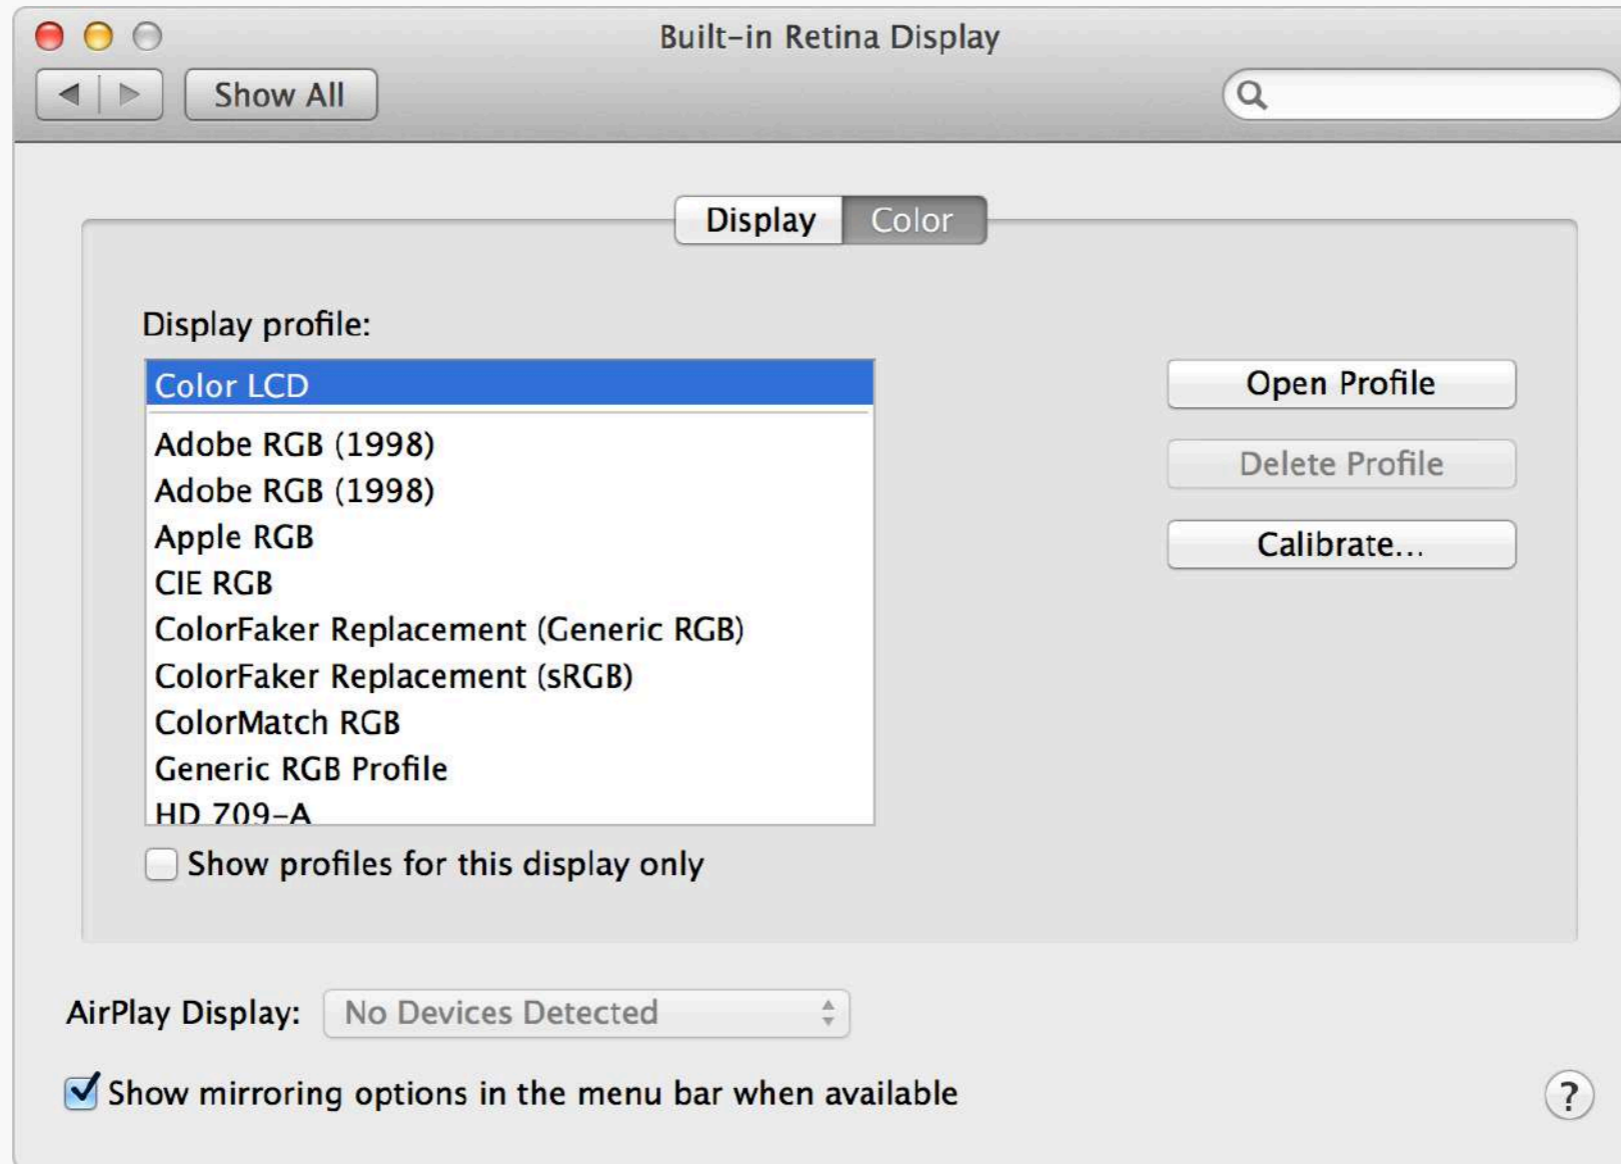 Built-in Retina Display
Show All
Display Color
Display profile:
Color LCD
Adobe RGB (1998)
Adobe RGB (1998)
Apple RGB
CIE RGB
ColorFaker Replacement (Generic RGB)
ColorFaker Replacement (sRGB)
ColorMatch RGB
Generic RGB Profile
HD 709-A
Show profiles for this display only
Open Profile
Delete Profile
Calibrate...
AirPlay Display: No Devices Detected
Show mirroring options in the menu bar when available
?